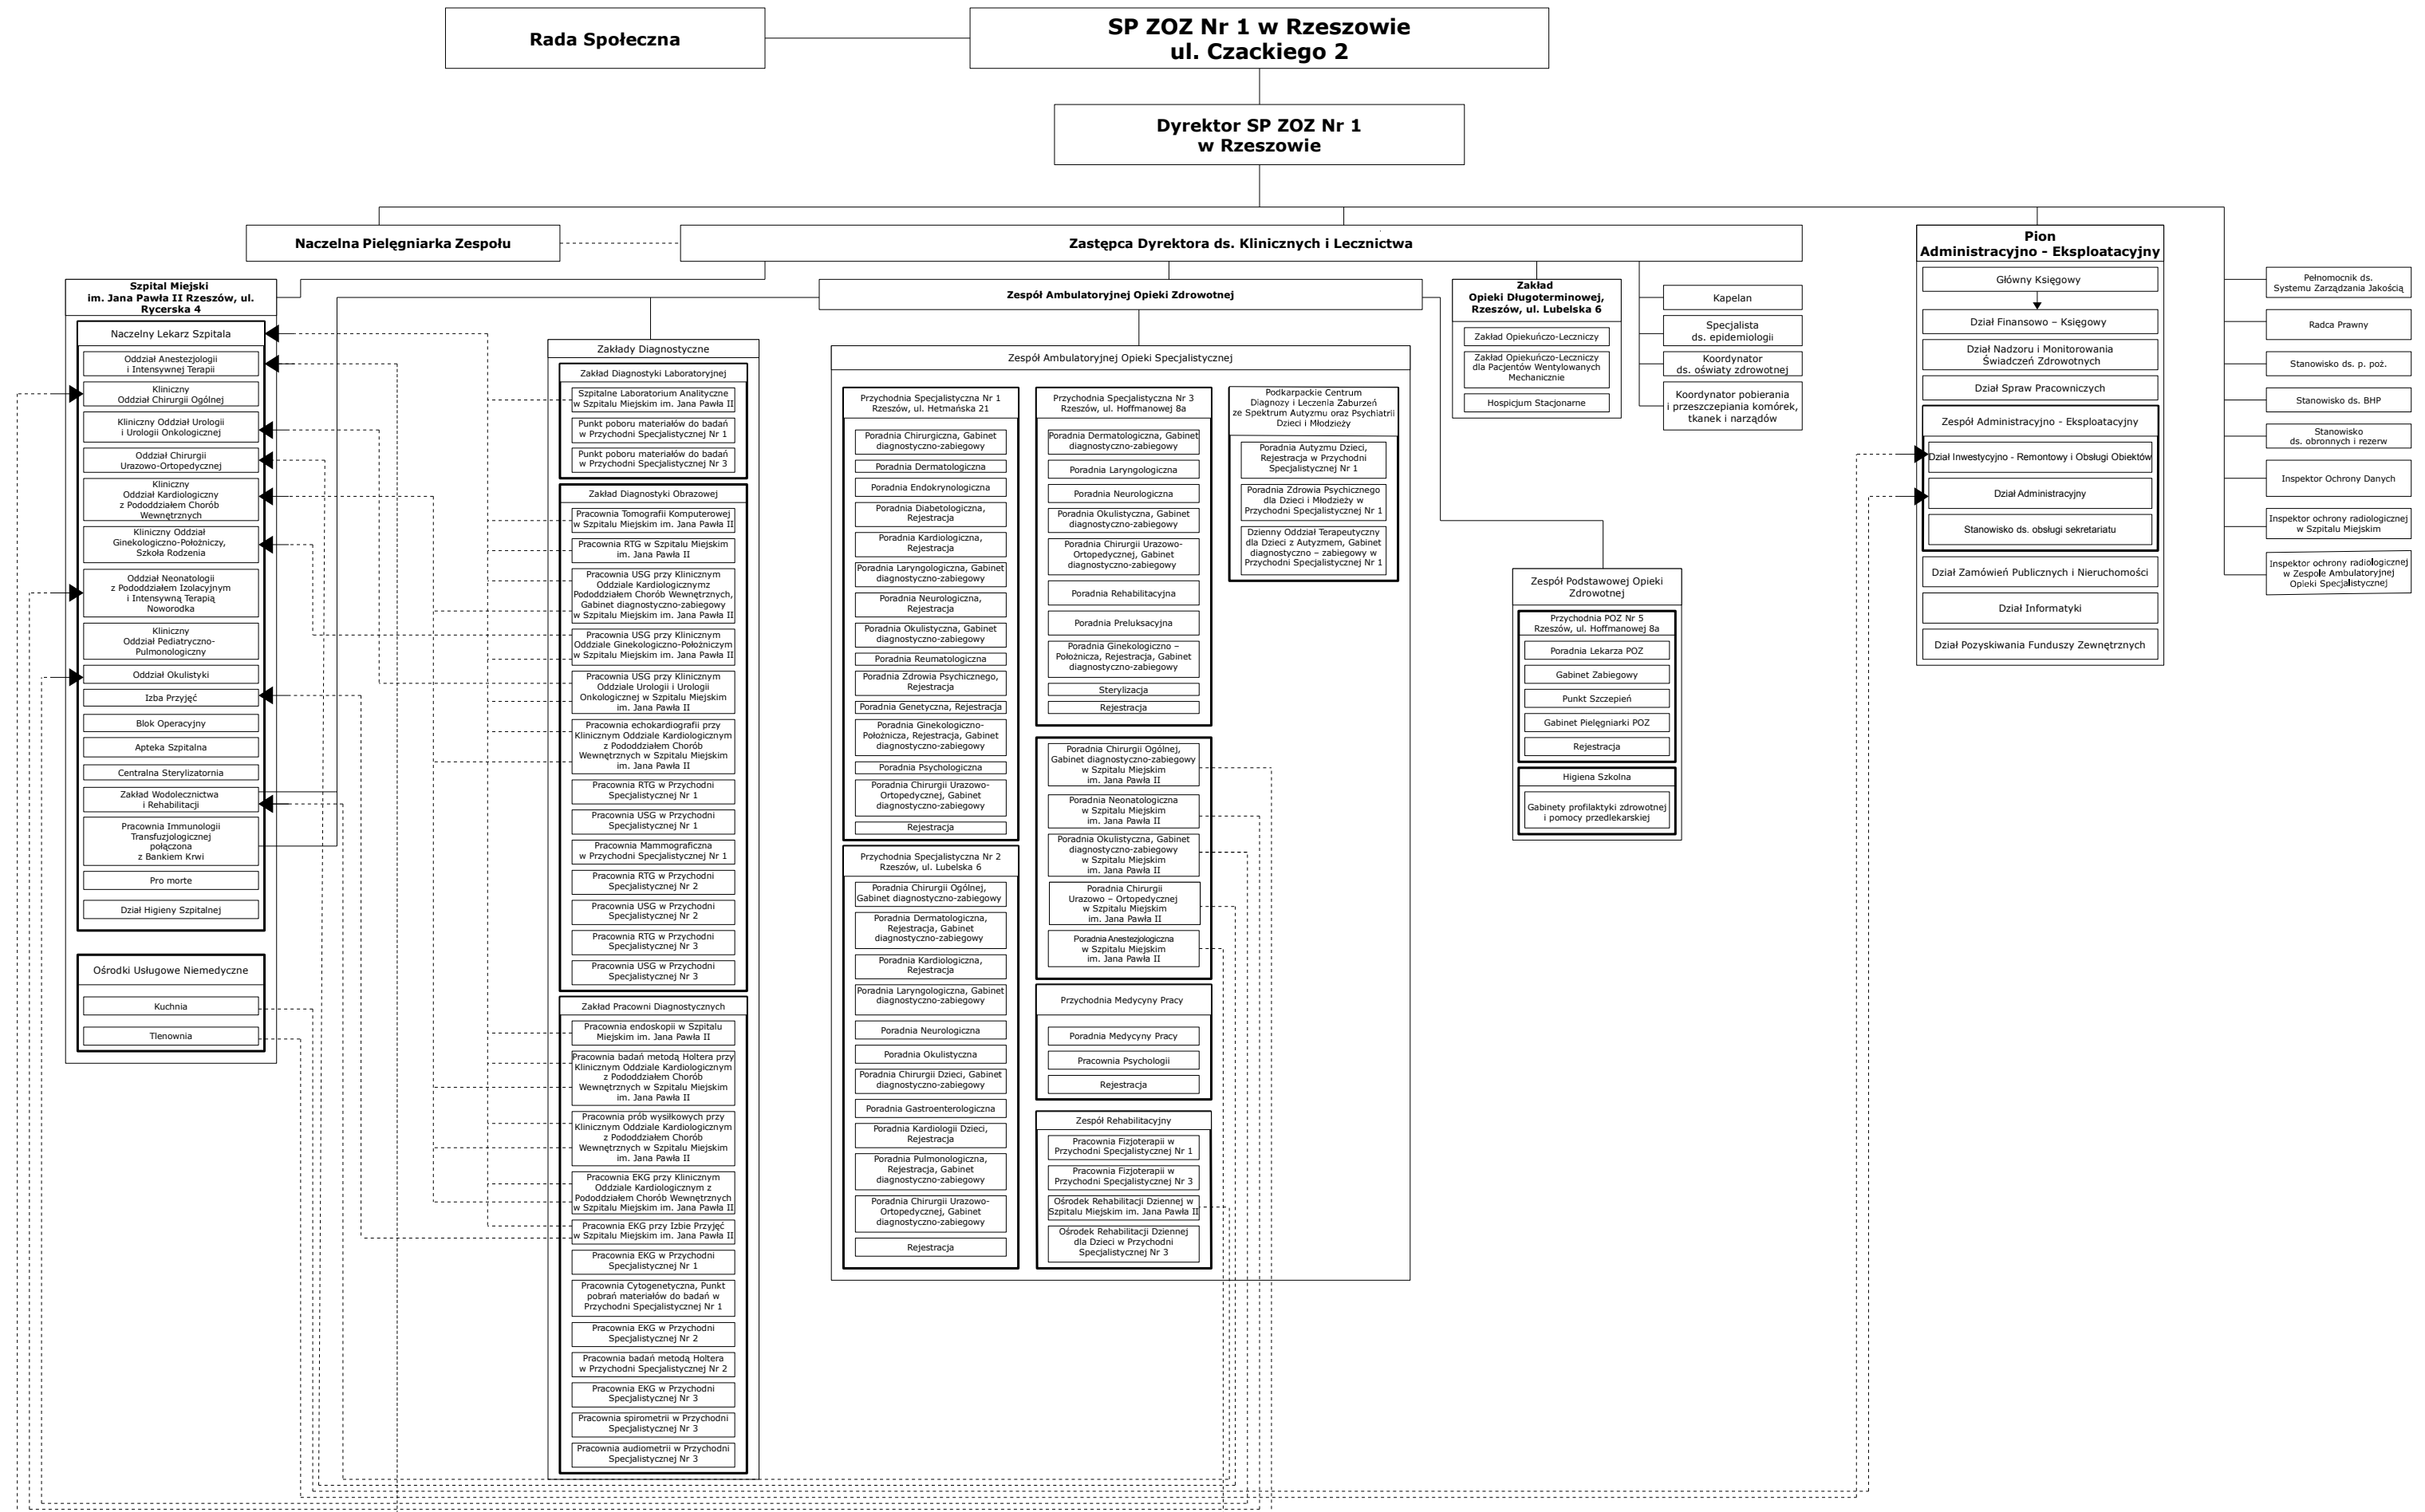 Rada Społeczna
SP ZOZ Nr 1 w Rzeszowie
ul. Czackiego 2
Dyrektor SP ZOZ Nr 1
w Rzeszowie
Naczelna Pielęgniarka Zespołu
Zastępca Dyrektora ds. Klinicznych i Lecznictwa
Szpital Miejski
im. Jana Pawła II Rzeszów, ul.
Rycerska 4
Naczelny Lekarz Szpitala
Oddział Anestezjologii
i Intensywnej Terapii
Kliniczny
Oddział Chirurgii Ogólnej
Kliniczny Oddział Urologii
i Urologii Onkologicznej
Oddział Chirurgii
Urazowo-Ortopedycznej
Kliniczny
Oddział Kardiologiczny
z Pododdziałem Chorób
Wewnętrznych
Kliniczny Oddział
Ginekologiczno-Położniczy,
Szkoła Rodzenia
Oddział Neonatologii
z Pododdziałem Izolacyjnym
i Intensywną Terapią
Noworodka
Kliniczny
Oddział Pediatryczno-
Pulmonologiczny
Oddział Okulistyki
Izba Przyjęć
Blok Operacyjny
Apteka Szpitalna
Centralna Sterylizatornia
Zakład Wodolecznictwa
i Rehabilitacji
Pracownia Immunologii
Transfuzjologicznej
połączona
z Bankiem Krwi
Pro morte
Dział Higieny Szpitalnej
Ośrodki Usługowe Niemedyczne
Kuchnia
Tlenownia
Zespół Ambulatoryjnej Opieki Zdrowotnej
Zakłady Diagnostyczne
Zakład Diagnostyki Laboratoryjnej
Szpitalne Laboratorium Analityczne
w Szpitalu Miejskim im. Jana Pawła II
Punkt poboru materiałów do badań
w Przychodni Specjalistycznej Nr 1
Punkt poboru materiałów do badań
w Przychodni Specjalistycznej Nr 3
Zakład Diagnostyki Obrazowej
Pracownia Tomografii Komputerowej
w Szpitalu Miejskim im. Jana Pawła II
Pracownia RTG w Szpitalu Miejskim
im. Jana Pawła II
Pracownia USG przy Klinicznym
Oddziale Kardiologicznymz
Pododdziałem Chorób Wewnętrznych,
Gabinet diagnostyczno-zabiegowy
w Szpitalu Miejskim im. Jana Pawła II
Pracownia USG przy Klinicznym
Oddziale Ginekologiczno-Położniczym
w Szpitalu Miejskim im. Jana Pawła II
Pracownia USG przy Klinicznym
Oddziale Urologii i Urologii
Onkologicznej w Szpitalu Miejskim
im. Jana Pawła II
Pracownia echokardiografii przy
Klinicznym Oddziale Kardiologicznym
z Pododdziałem Chorób
Wewnętrznych w Szpitalu Miejskim
im. Jana Pawła II
Pracownia RTG w Przychodni
Specjalistycznej Nr 1
Pracownia USG w Przychodni
Specjalistycznej Nr 1
Pracownia Mammograficzna
w Przychodni Specjalistycznej Nr 1
Pracownia RTG w Przychodni
Specjalistycznej Nr 2
Pracownia USG w Przychodni
Specjalistycznej Nr 2
Pracownia RTG w Przychodni
Specjalistycznej Nr 3
Pracownia USG w Przychodni
Specjalistycznej Nr 3
Zakład Pracowni Diagnostycznych
Pracownia endoskopii w Szpitalu
Miejskim im. Jana Pawła II
Pracownia badań metodą Holtera przy
Klinicznym Oddziale Kardiologicznym
z Pododdziałem Chorób
Wewnętrznych w Szpitalu Miejskim
im. Jana Pawła II
Pracownia prób wysiłkowych przy
Klinicznym Oddziale Kardiologicznym
z Pododdziałem Chorób
Wewnętrznych w Szpitalu Miejskim
im. Jana Pawła II
Pracownia EKG przy Klinicznym
Oddziale Kardiologicznym z
Pododdziałem Chorób Wewnętrznych
w Szpitalu Miejskim im. Jana Pawła II
Pracownia EKG przy Izbie Przyjęć
w Szpitalu Miejskim im. Jana Pawła II
Pracownia EKG w Przychodni
Specjalistycznej Nr 1
Pracownia Cytogenetyczna, Punkt
pobrań materiałów do badań w
Przychodni Specjalistycznej Nr 1
Pracownia EKG w Przychodni
Specjalistycznej Nr 2
Pracownia badań metodą Holtera
w Przychodni Specjalistycznej Nr 2
Pracownia EKG w Przychodni
Specjalistycznej Nr 3
Pracownia spirometrii w Przychodni
Specjalistycznej Nr 3
Pracownia audiometrii w Przychodni
Specjalistycznej Nr 3
Zespół Ambulatoryjnej Opieki Specjalistycznej
Przychodnia Specjalistyczna Nr 1
Rzeszów, ul. Hetmańska 21
Poradnia Chirurgiczna, Gabinet
diagnostyczno-zabiegowy
Poradnia Dermatologiczna
Poradnia Endokrynologiczna
Poradnia Diabetologiczna,
Rejestracja
Poradnia Kardiologiczna,
Rejestracja
Poradnia Laryngologiczna, Gabinet
diagnostyczno-zabiegowy
Poradnia Neurologiczna,
Rejestracja
Poradnia Okulistyczna, Gabinet
diagnostyczno-zabiegowy
Poradnia Reumatologiczna
Poradnia Zdrowia Psychicznego,
Rejestracja
Poradnia Genetyczna, Rejestracja
Poradnia Ginekologiczno-
Położnicza, Rejestracja, Gabinet
diagnostyczno-zabiegowy
Poradnia Psychologiczna
Poradnia Chirurgii Urazowo-
Ortopedycznej, Gabinet
diagnostyczno-zabiegowy
Rejestracja
Przychodnia Specjalistyczna Nr 2
Rzeszów, ul. Lubelska 6
Poradnia Chirurgii Ogólnej,
Gabinet diagnostyczno-zabiegowy
Poradnia Dermatologiczna,
Rejestracja, Gabinet
diagnostyczno-zabiegowy
Poradnia Kardiologiczna,
Rejestracja
Poradnia Laryngologiczna, Gabinet
diagnostyczno-zabiegowy
Poradnia Neurologiczna
Poradnia Okulistyczna
Poradnia Chirurgii Dzieci, Gabinet
diagnostyczno-zabiegowy
Poradnia Gastroenterologiczna
Poradnia Kardiologii Dzieci,
Rejestracja
Poradnia Pulmonologiczna,
Rejestracja, Gabinet
diagnostyczno-zabiegowy
Poradnia Chirurgii Urazowo-
Ortopedycznej, Gabinet
diagnostyczno-zabiegowy
Rejestracja
Przychodnia Specjalistyczna Nr 3
Rzeszów, ul. Hoffmanowej 8a
Poradnia Dermatologiczna, Gabinet
diagnostyczno-zabiegowy
Poradnia Laryngologiczna
Poradnia Neurologiczna
Poradnia Okulistyczna, Gabinet
diagnostyczno-zabiegowy
Poradnia Chirurgii Urazowo-
Ortopedycznej, Gabinet
diagnostyczno-zabiegowy
Poradnia Rehabilitacyjna
Poradnia Preluksacyjna
Poradnia Ginekologiczno –
Położnicza, Rejestracja, Gabinet
diagnostyczno-zabiegowy
Sterylizacja
Rejestracja
Poradnia Chirurgii Ogólnej,
Gabinet diagnostyczno-zabiegowy
w Szpitalu Miejskim
im. Jana Pawła II
Poradnia Neonatologiczna
w Szpitalu Miejskim
im. Jana Pawła II
Poradnia Okulistyczna, Gabinet
diagnostyczno-zabiegowy
w Szpitalu Miejskim
im. Jana Pawła II
Poradnia Chirurgii
Urazowo – Ortopedycznej
w Szpitalu Miejskim
im. Jana Pawła II
Poradnia Anestezjologiczna
w Szpitalu Miejskim
im. Jana Pawła II
Przychodnia Medycyny Pracy
Poradnia Medycyny Pracy
Pracownia Psychologii
Rejestracja
Zespół Rehabilitacyjny
Pracownia Fizjoterapii w
Przychodni Specjalistycznej Nr 1
Pracownia Fizjoterapii w
Przychodni Specjalistycznej Nr 3
Ośrodek Rehabilitacji Dziennej w
Szpitalu Miejskim im. Jana Pawła II
Ośrodek Rehabilitacji Dziennej
dla Dzieci w Przychodni
Specjalistycznej Nr 3
Podkarpackie Centrum
Diagnozy i Leczenia Zaburzeń
ze Spektrum Autyzmu oraz Psychiatrii
Dzieci i Młodzieży
Poradnia Autyzmu Dzieci,
Rejestracja w Przychodni
Specjalistycznej Nr 1
Poradnia Zdrowia Psychicznego
dla Dzieci i Młodzieży w
Przychodni Specjalistycznej Nr 1
Dzienny Oddział Terapeutyczny
dla Dzieci z Autyzmem, Gabinet
diagnostyczno – zabiegowy w
Przychodni Specjalistycznej Nr 1
Zakład
Opieki Długoterminowej,
Rzeszów, ul. Lubelska 6
Zakład Opiekuńczo-Leczniczy
Zakład Opiekuńczo-Leczniczy
dla Pacjentów Wentylowanych
Mechanicznie
Hospicjum Stacjonarne
Kapelan
Specjalista
ds. epidemiologii
Koordynator
ds. oświaty zdrowotnej
Koordynator pobierania
i przeszczepiania komórek,
tkanek i narządów
Zespół Podstawowej Opieki
Zdrowotnej
Przychodnia POZ Nr 5
Rzeszów, ul. Hoffmanowej 8a
Poradnia Lekarza POZ
Gabinet Zabiegowy
Punkt Szczepień
Gabinet Pielęgniarki POZ
Rejestracja
Higiena Szkolna
Gabinety profilaktyki zdrowotnej
i pomocy przedlekarskiej
Pion
Administracyjno - Eksploatacyjny
Główny Księgowy
Dział Finansowo – Księgowy
Dział Nadzoru i Monitorowania
Świadczeń Zdrowotnych
Dział Spraw Pracowniczych
Zespół Administracyjno - Eksploatacyjny
Dział Inwestycyjno - Remontowy i Obsługi Obiektów
Dział Administracyjny
Stanowisko ds. obsługi sekretariatu
Dział Zamówień Publicznych i Nieruchomości
Dział Informatyki
Dział Pozyskiwania Funduszy Zewnętrznych
Pełnomocnik ds.
Systemu Zarządzania Jakością
Radca Prawny
Stanowisko ds. p. poż.
Stanowisko ds. BHP
Stanowisko
ds. obronnych i rezerw
Inspektor Ochrony Danych
Inspektor ochrony radiologicznej
w Szpitalu Miejskim
Inspektor ochrony radiologicznej
w Zespole Ambulatoryjnej
Opieki Specjalistycznej